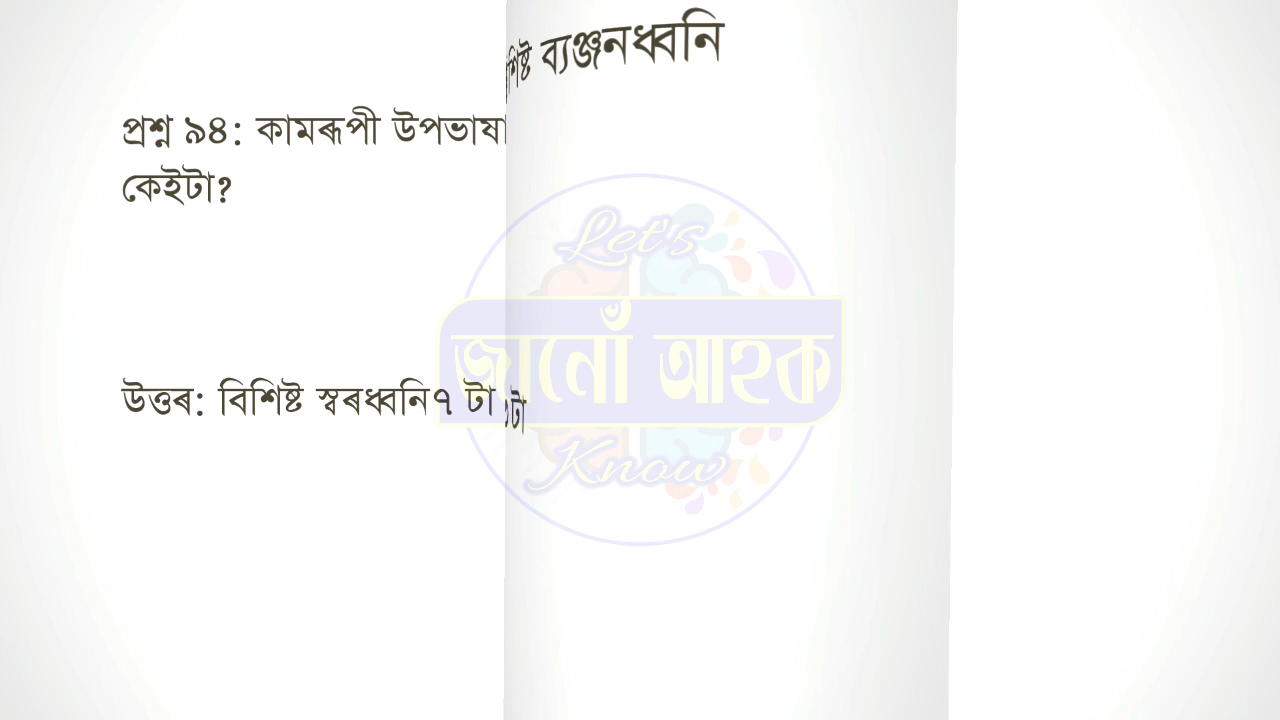 িশিষ্ট ব্যঞ্জনধ্বনি
প্ৰশ্ন ৯৪: কামৰূপী উপভাষা
কেইটা?
Let's
জানোঁ আহক
উত্তৰ: বিশিষ্ট স্বৰধ্বনি৭ টা
টা
Know